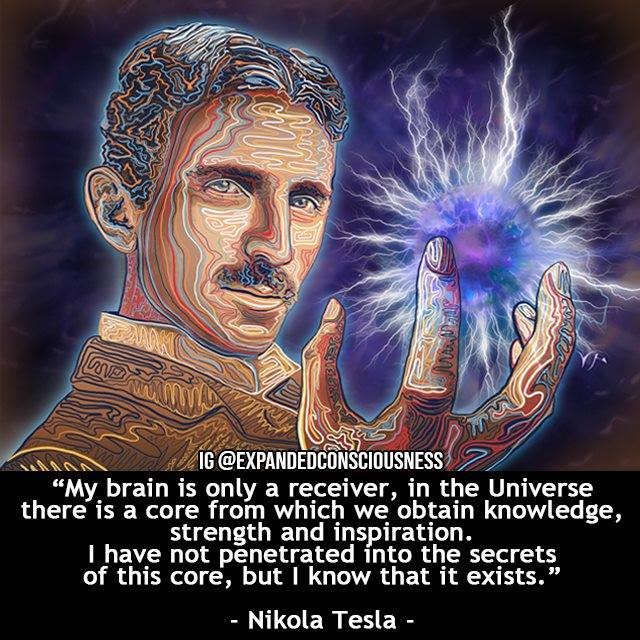 IG @EXPANDEDCONSCIOUSNESS
“My brain is only a receiver, in the Universe
there is a core from which we obtain knowledge,
strength and inspiration.
I have not penetrated into the secrets
of this core, but I know that it exists.”
- Nikola Tesla -